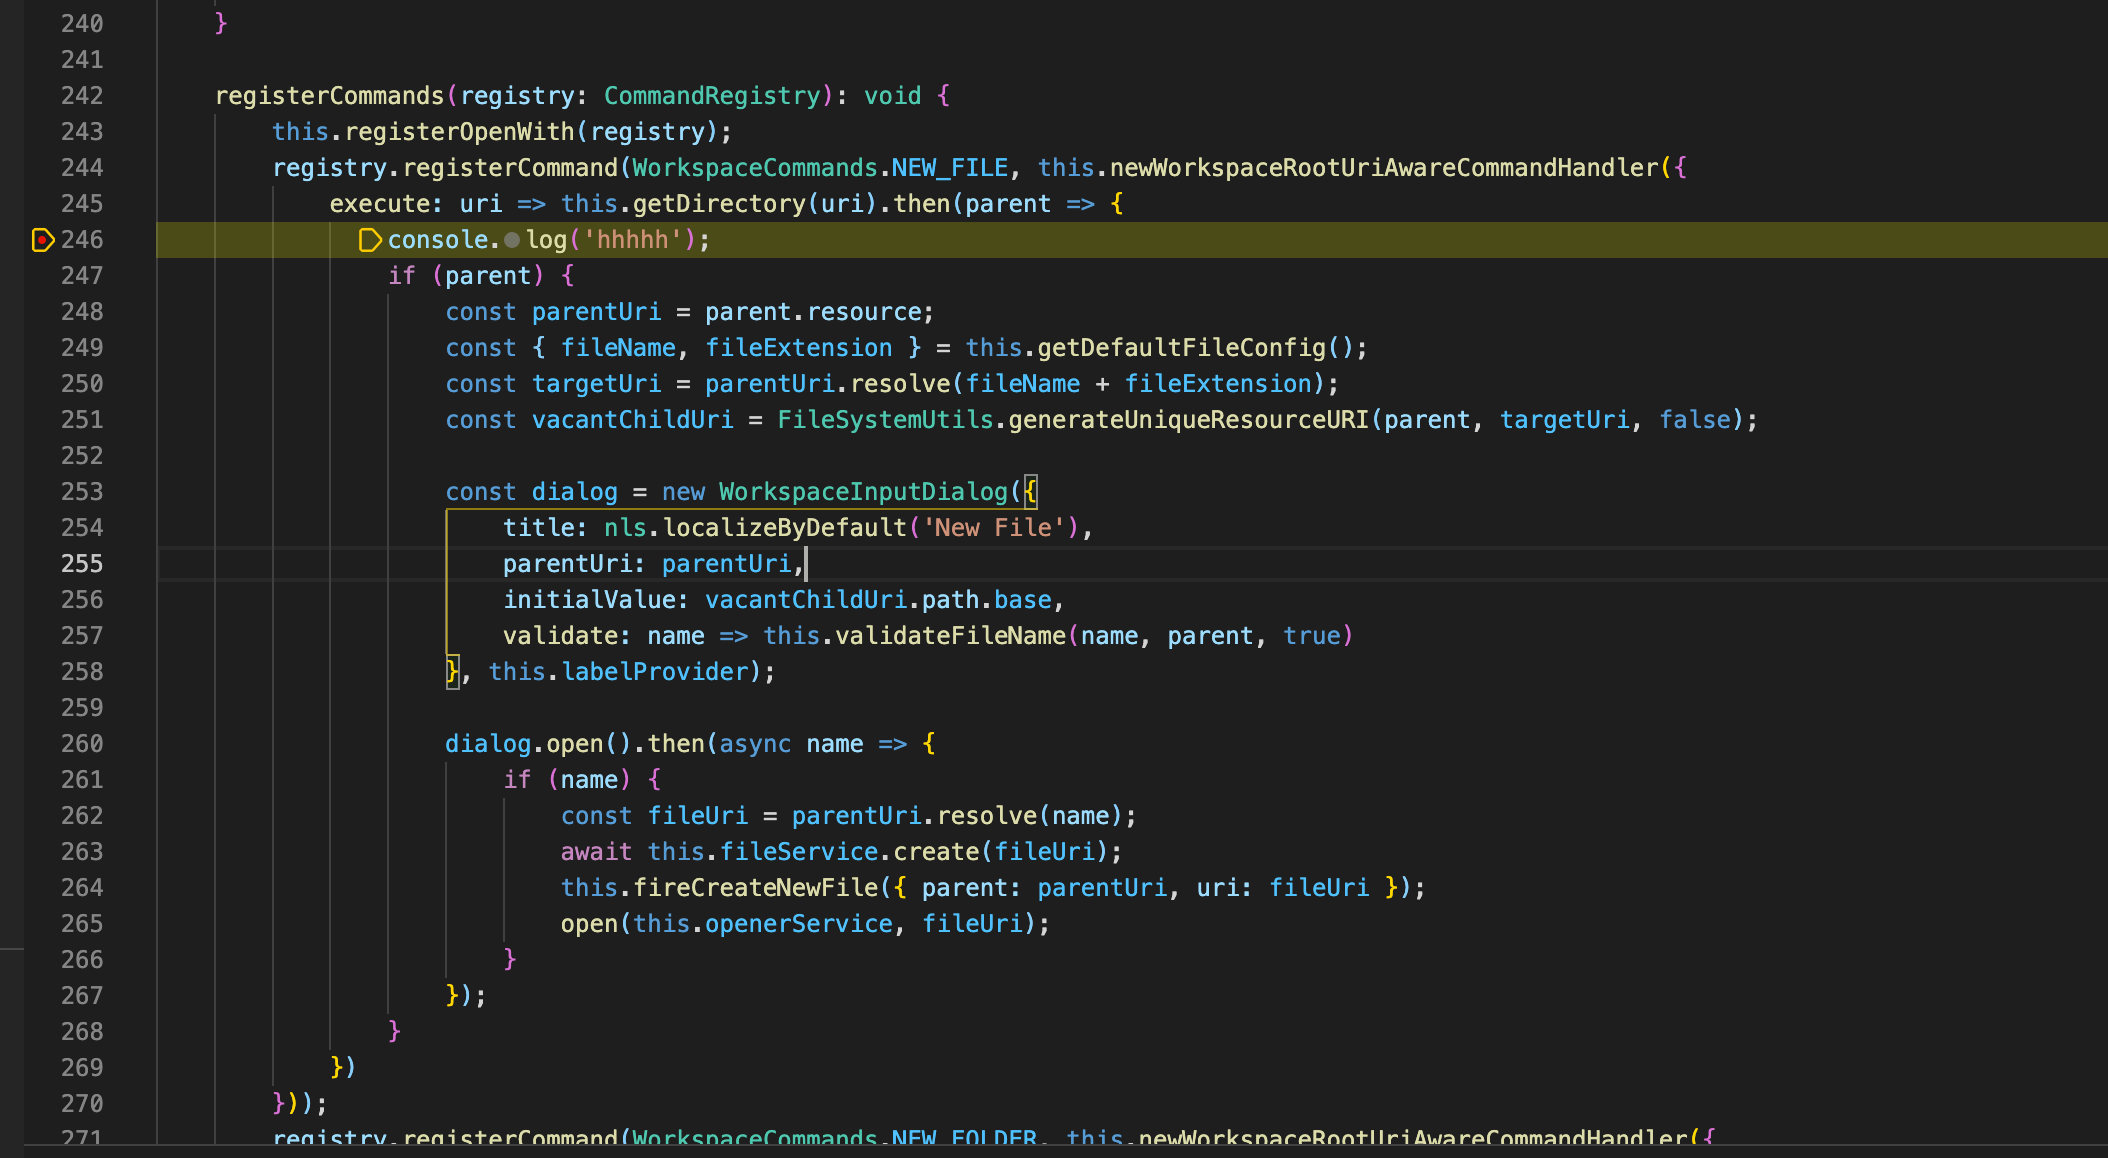 240 }
241
242 registerCommands(registry: CommandRegistry): void {
243 this.registerOpenWith(registry);
244 registry.registerCommand(WorkspaceCommands.NEW_FILE, this.newWorkspaceRootUriAwareCommandHandler({
245 execute: uri => this.getDirectory(uri).then(parent => {
246 console.log('hhhhh');
247 if (parent) {
248 const parentUri = parent.resource;
249 const { fileName, fileExtension } = this.getDefaultFileConfig();
250 const targetUri = parentUri.resolve(fileName + fileExtension);
251 const vacantChildUri = FileSystemUtils.generateUniqueResourceURI(parent, targetUri, false);
252
253 const dialog = new WorkspaceInputDialog({
254 title: nls.localizeByDefault('New File'),
255 parentUri: parentUri,
256 initialValue: vacantChildUri.path.base,
257 validate: name => this.validateFileName(name, parent, true)
258 }, this.labelProvider);
259
260 dialog.open().then(async name => {
261 if (name) {
262 const fileUri = parentUri.resolve(name);
263 await this.fileService.create(fileUri);
264 this.fireCreateNewFile({ parent: parentUri, uri: fileUri });
265 open(this.openerService, fileUri);
266 }
267 });
268 }
269 })
270 }));
271 registry.registerCommand(WorkspaceCommands.NEW_FOLDER, this.newWorkspaceRootUriAwareCommandHandler({